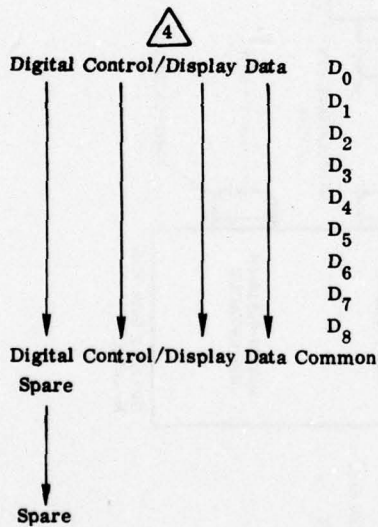 4
Digital Control/Display Data D₀
D₁
D₂
D₃
D₄
D₅
D₆
D₇
D₈
Digital Control/Display Data Common
Spare
Spare